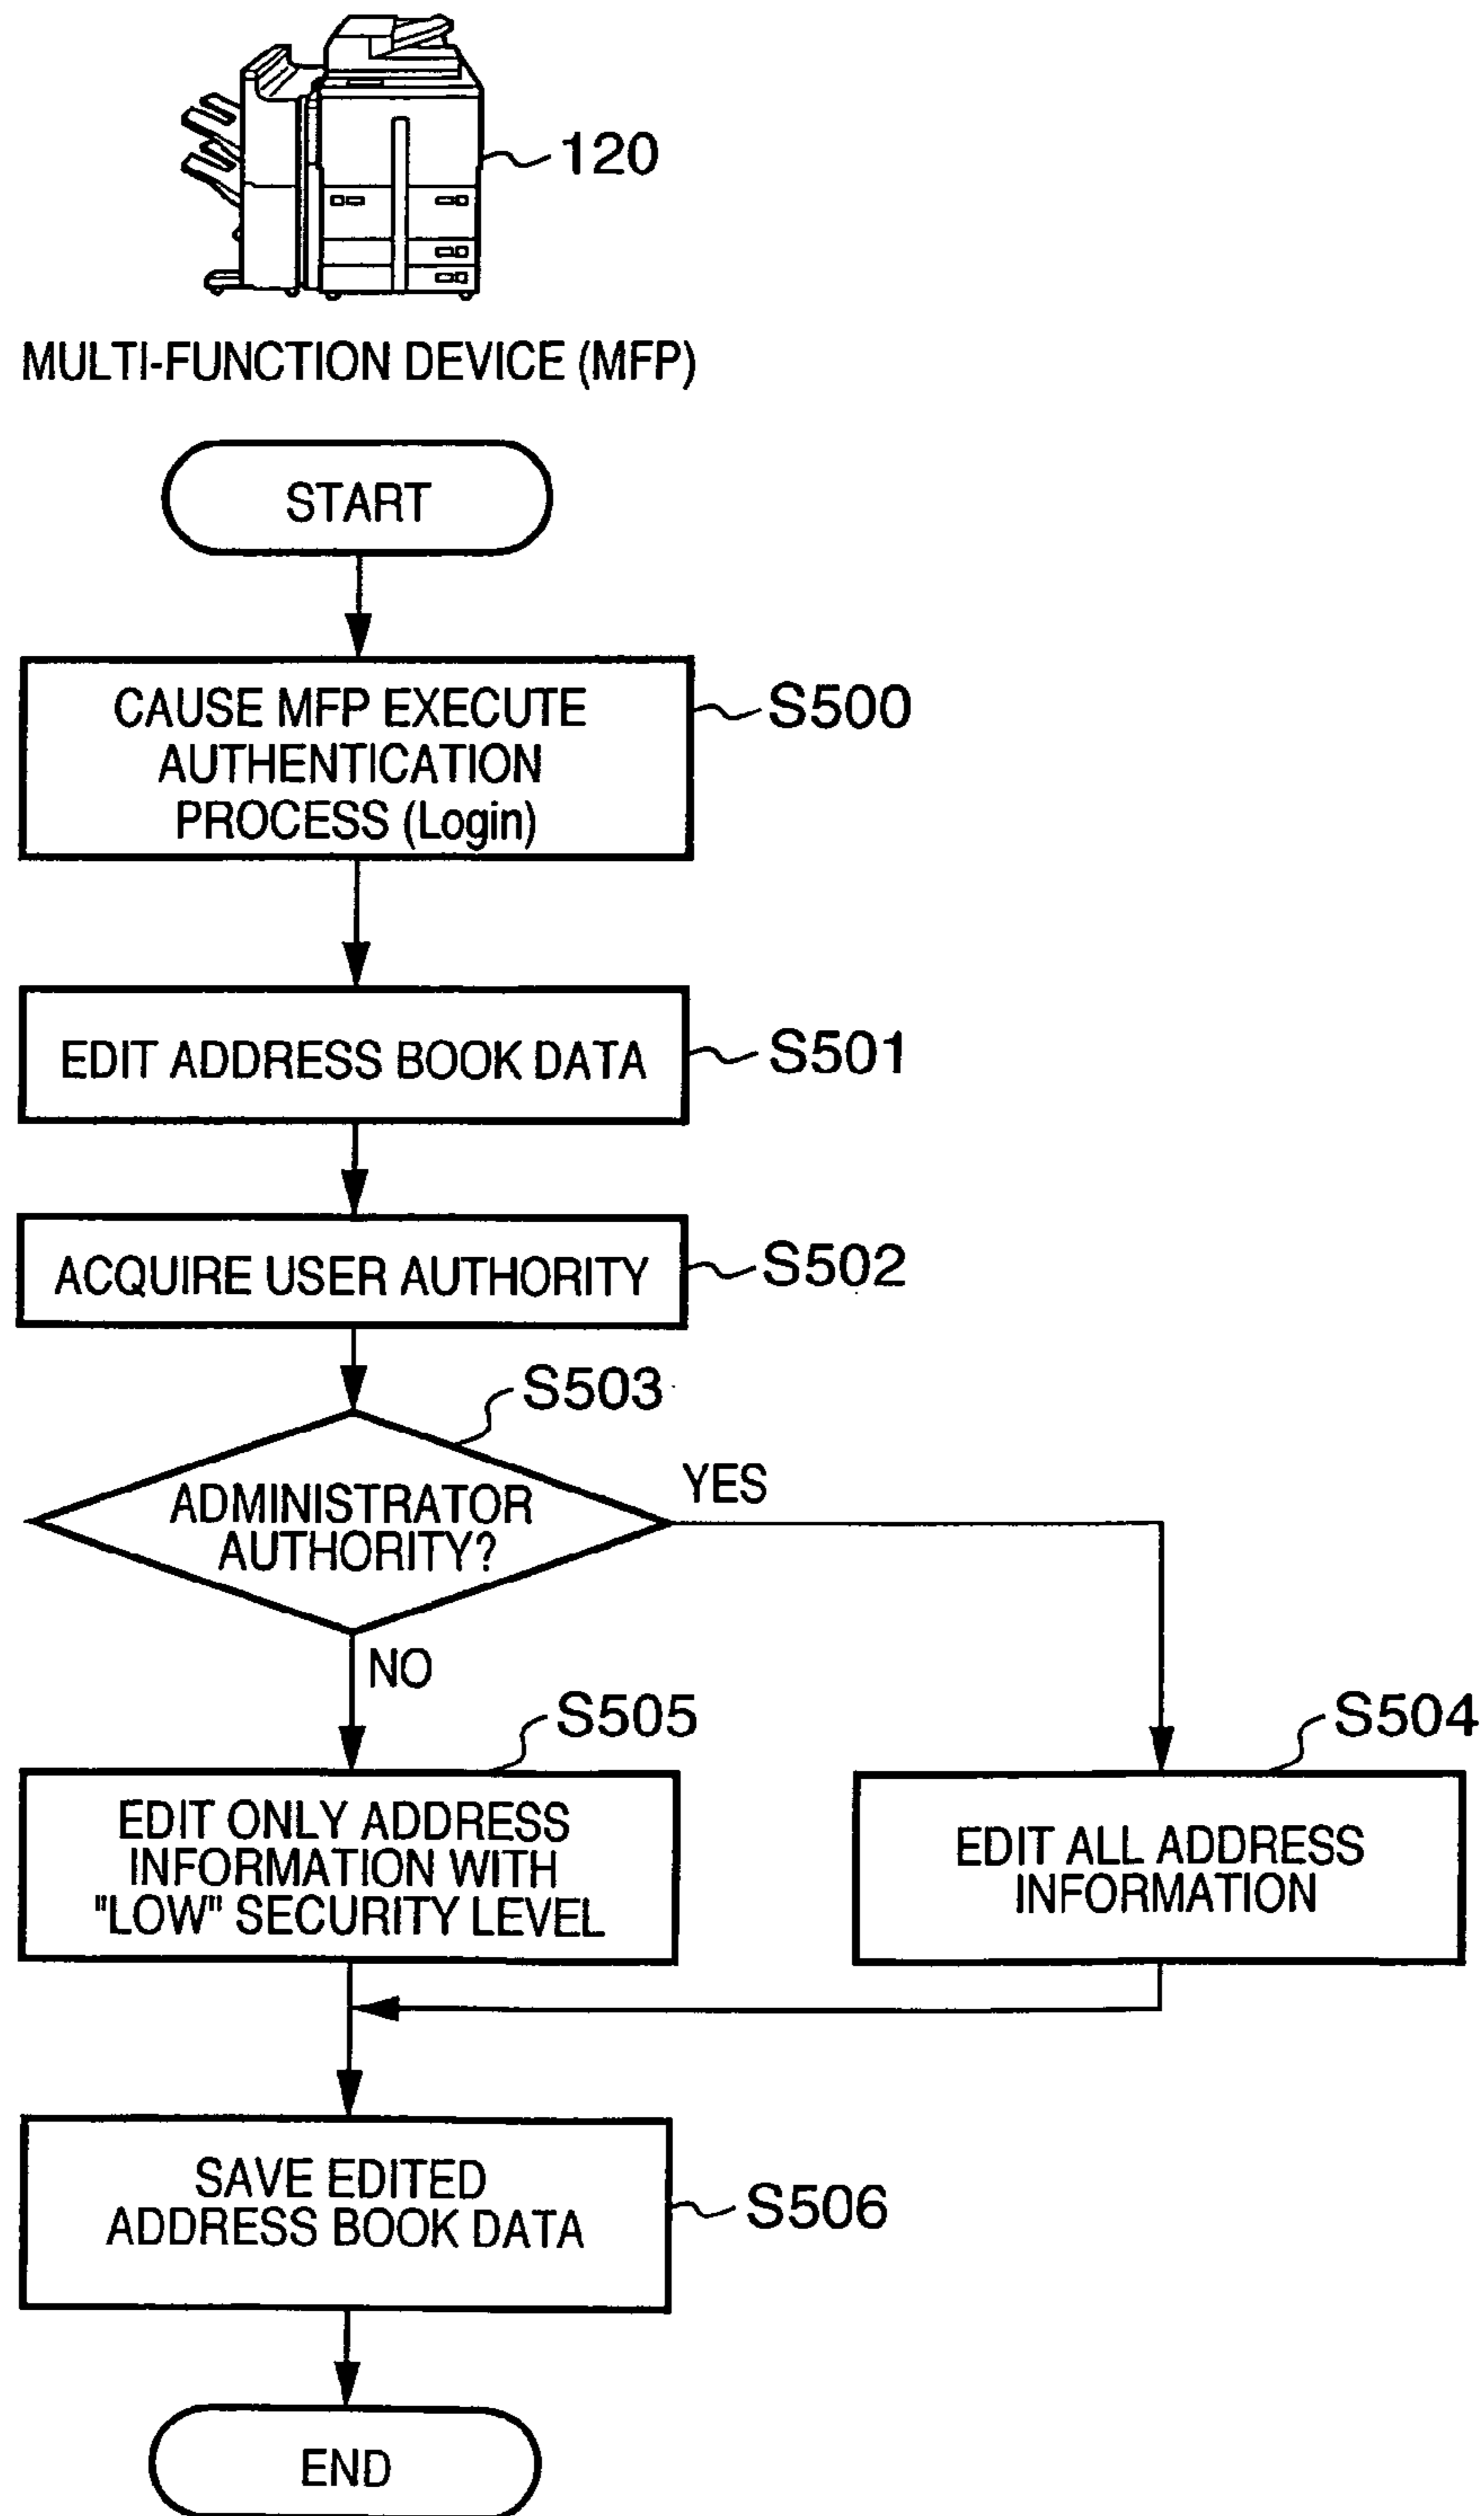 120
MULTI-FUNCTION DEVICE (MFP)
START
CAUSE MFP EXECUTE
AUTHENTICATION
PROCESS (Login)
S500
EDIT ADDRESS BOOK DATA
S501
ACQUIRE USER AUTHORITY
S502
S503
ADMINISTRATOR
AUTHORITY?
YES
NO
S505
EDIT ONLY ADDRESS
INFORMATION WITH
"LOW" SECURITY LEVEL
S504
EDIT ALL ADDRESS
INFORMATION
SAVE EDITED
ADDRESS BOOK DATA
S506
END